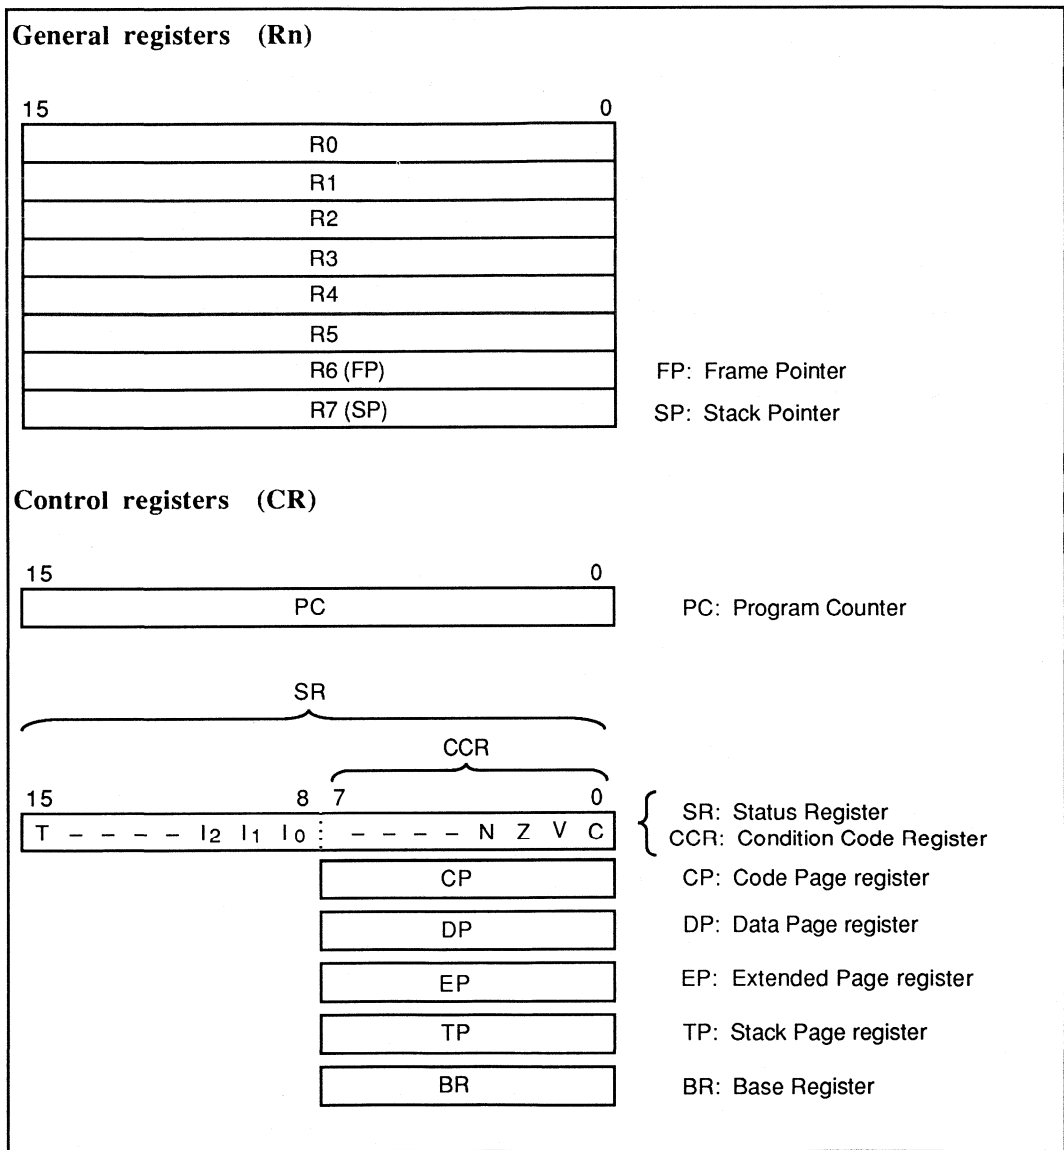 General registers (Rn)
15 0
R0
R1
R2
R3
R4
R5
R6 (FP) FP: Frame Pointer
R7 (SP) SP: Stack Pointer
Control registers (CR)
15 0
PC PC: Program Counter
SR
CCR
15 8 7 0
SR: Status Register
T – – – – I2 I1 I0 – – – – N Z V C
CCR: Condition Code Register
CP CP: Code Page register
DP DP: Data Page register
EP EP: Extended Page register
TP TP: Stack Page register
BR BR: Base Register